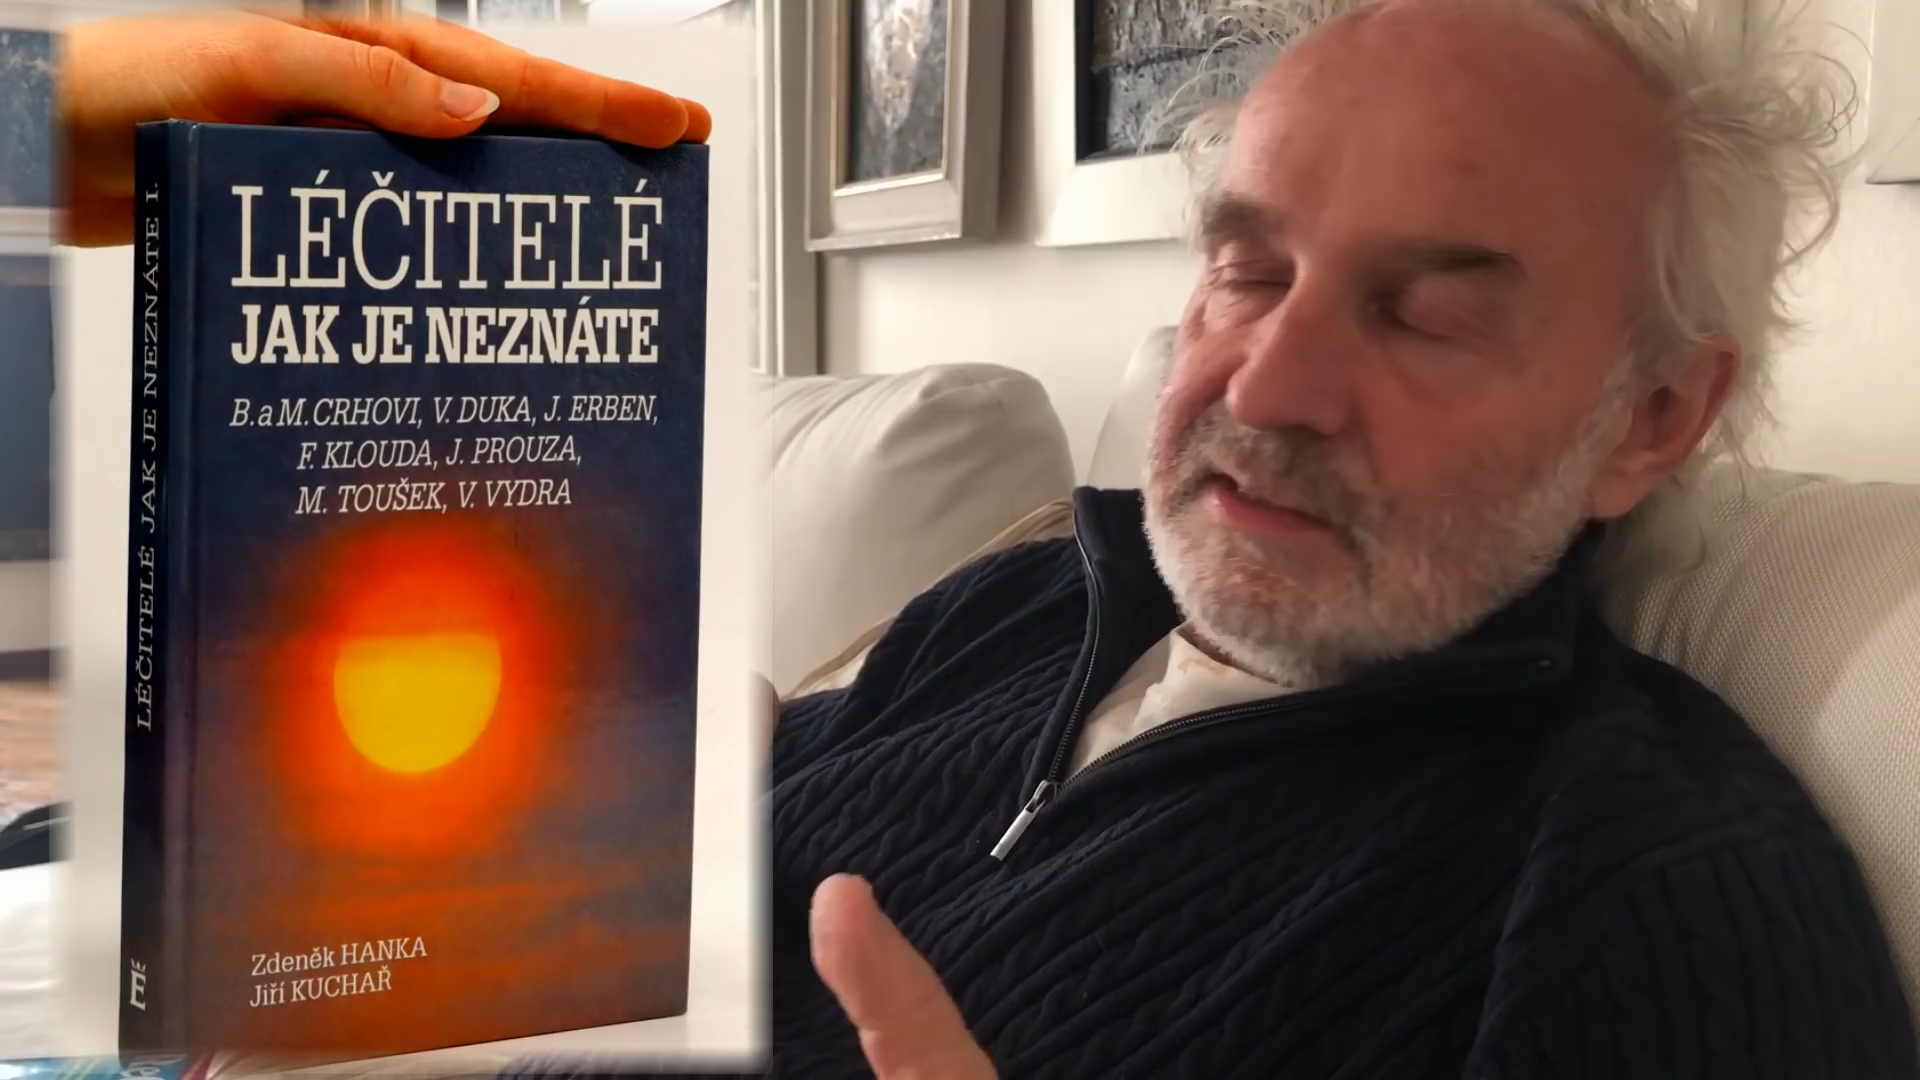 LÉČITELÉ
JAK JE NEZNÁTE
B. a M. CRHOVI, V. DUKA, J. ERBEN,
F. KLOUDA, J. PROUZA,
M. TOUŠEK, V. VYDRA
Zdeněk HANKA
Jiří KUCHAŘ
LÉČITELÉ JAK JE NEZNÁTE I.